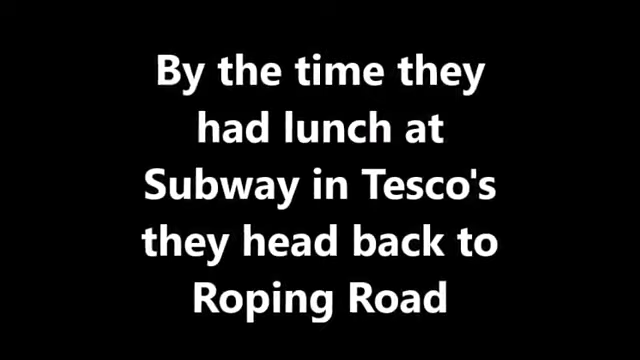 By the time they
had lunch at
Subway in Tesco's
they head back to
Roping Road